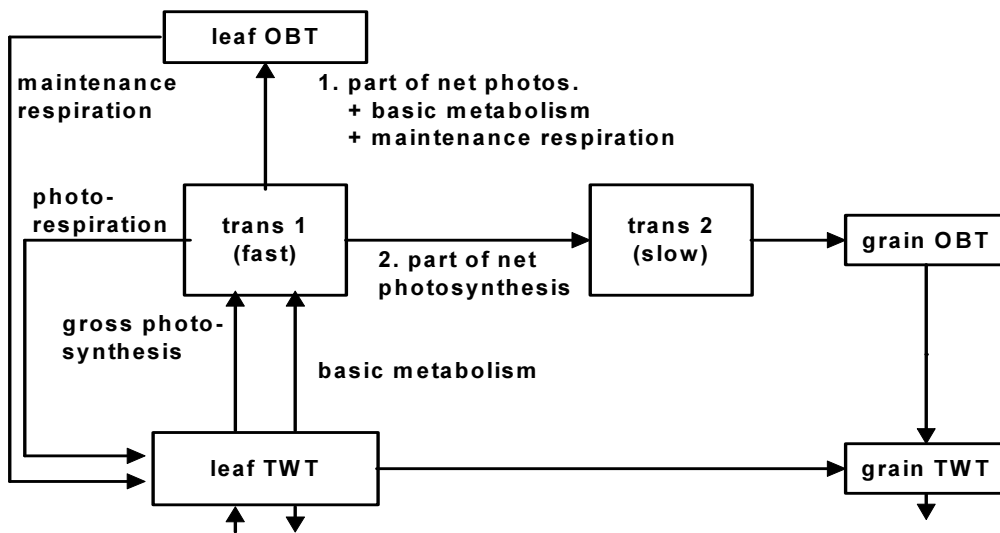 leaf OBT
maintenance
respiration
1. part of net photos.
+ basic metabolism
+ maintenance respiration
photo-
respiration
trans 1
(fast)
trans 2
(slow)
grain OBT
2. part of net
photosynthesis
gross photo-
synthesis
basic metabolism
leaf TWT
grain TWT